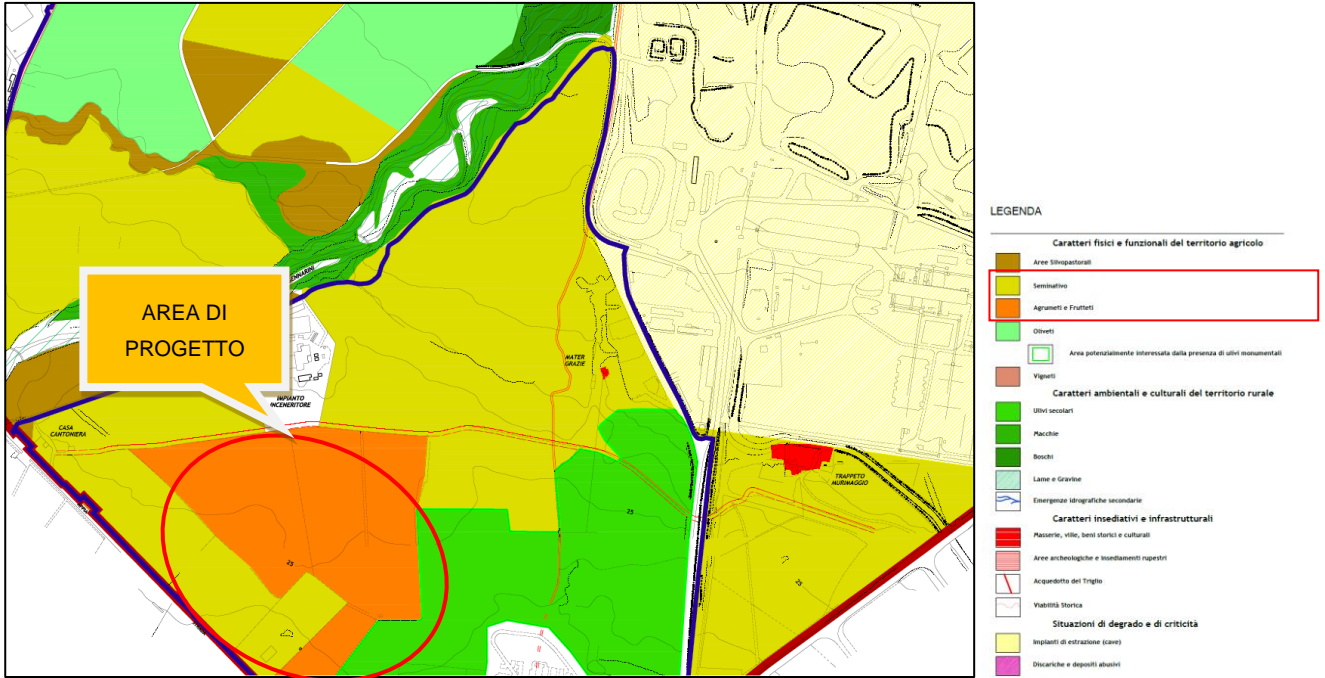 AREA DI
PROGETTO
IMPIANTO
INCENERITORE
CASA
CANTONIERA
MATER
GRAZIE
TRAPPETO
MURIMAGGIO
25
25
25
25
LEGENDA
Caratteri fisici e funzionali del territorio agricolo
Aree Silvopastorali
Seminativo
Agrumeti e Frutteti
Oliveti
Area potenzialmente interessata dalla presenza di ulivi monumentali
Vigneti
Caratteri ambientali e culturali del territorio rurale
Ulivi secolari
Macchie
Boschi
Lame e Gravine
Emergenze idrografiche secondarie
Caratteri insediativi e infrastrutturali
Masserie, ville, beni storici e culturali
Aree archeologiche e insediamenti rupestri
Acquedotto del Triglio
Viabilità Storica
Situazioni di degrado e di criticità
Impianti di estrazione (cave)
Discariche e depositi abusivi